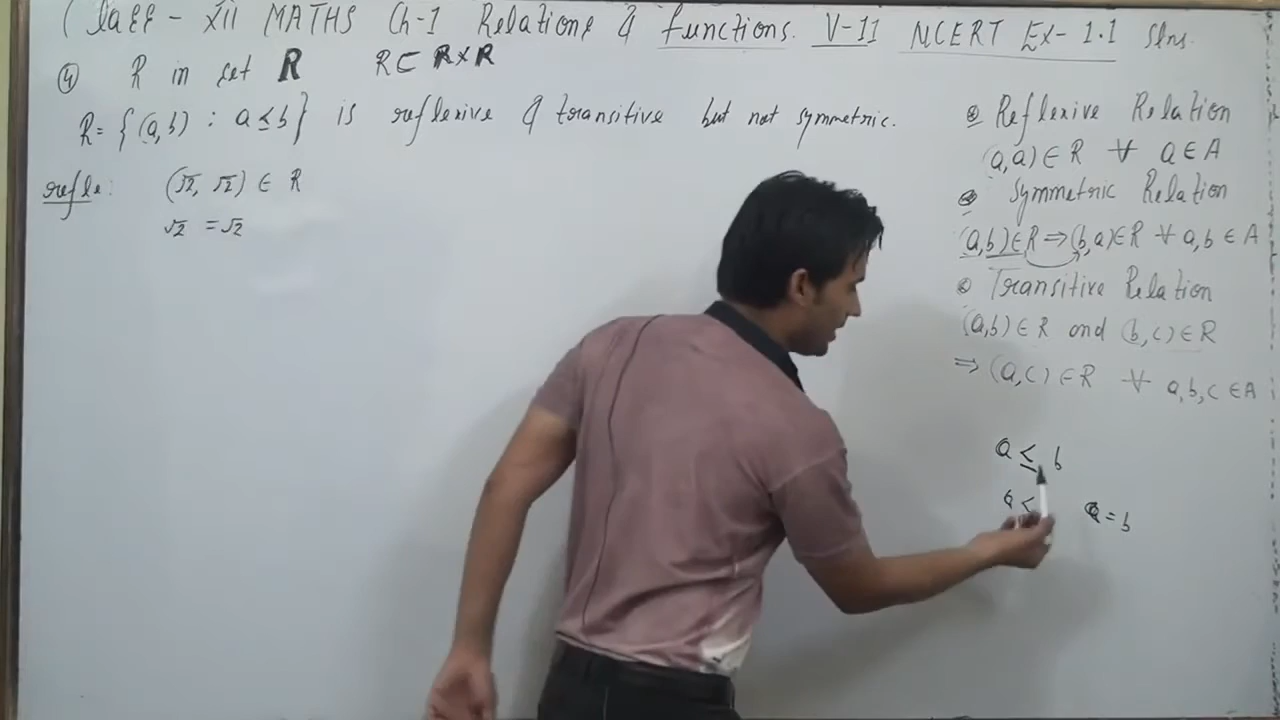 Class - XII MATHS Ch-1 Relations & functions. V-11 NCERT Ex- 1.1 Slns.
④ R in set R R ⊂ R×R
R = {(a,b) : a ≤ b} is reflexive & transitive but not symmetric.
refle: (√2, √2) ∈ R
√2 = √2
Reflexive Relation
(a,a) ∈ R ∀ a ∈ A
Symmetric Relation
(a,b) ∈ R ⇒ (b,a) ∈ R ∀ a,b ∈ A
Transitive Relation
(a,b) ∈ R and (b,c) ∈ R
⇒ (a,c) ∈ R ∀ a,b,c ∈ A
a ≤ b
a < a = b